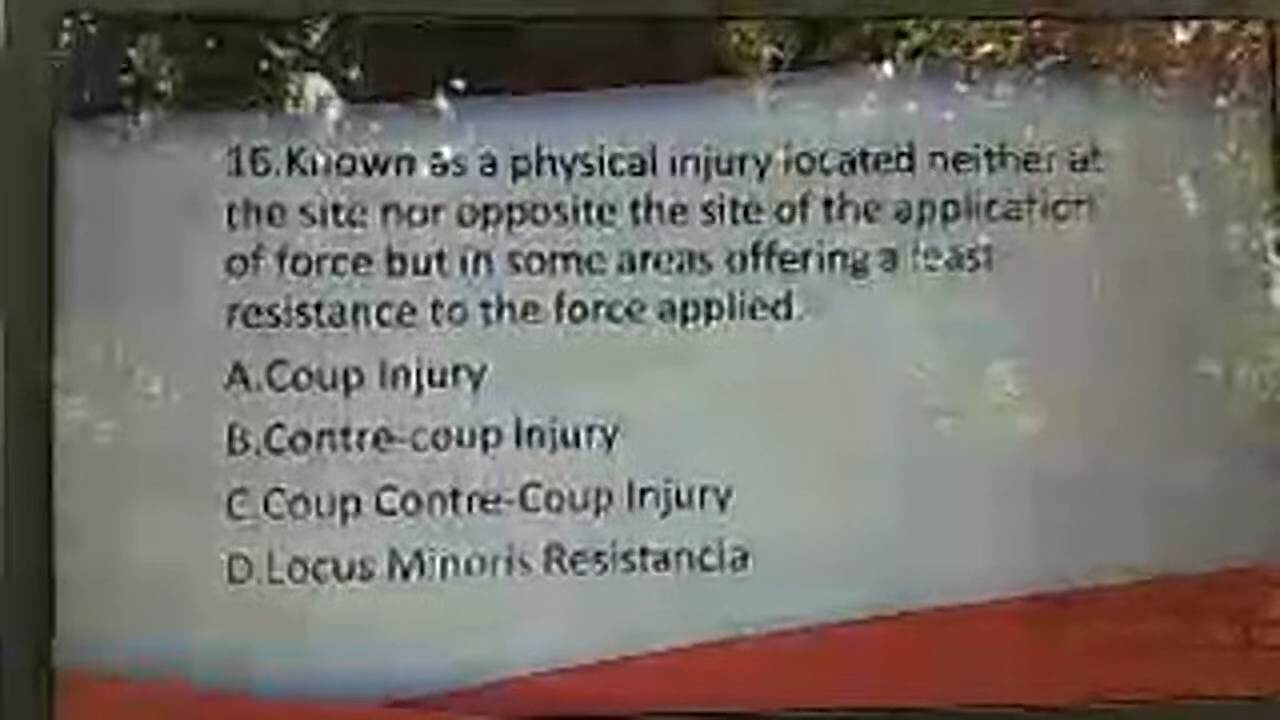 16.Known as a physical injury located neither at
the site nor opposite the site of the application
of force but in some areas offering a least
resistance to the force applied.
A.Coup Injury
B.Contre-coup Injury
C.Coup Contre-Coup Injury
D.Locus Minoris Resistancia